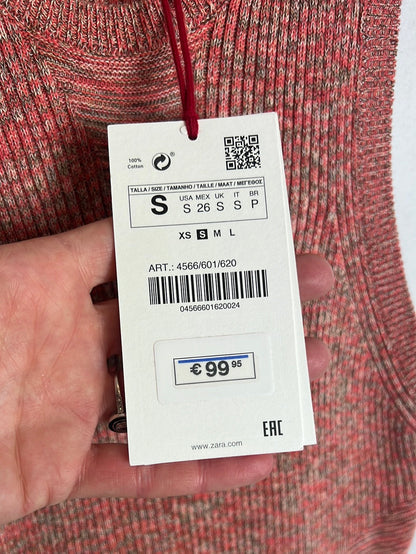 100%
Cotton
TALLA / SIZE / TAMANHO / TAILLE / MAAT / ΜΕΓΕΘΟΣ
S
USA MEX UK IT BR
S 26 S S P
XS S M L
ART.: 4566/601/620
04566601620024
€ 99 95
www.zara.com
EAC